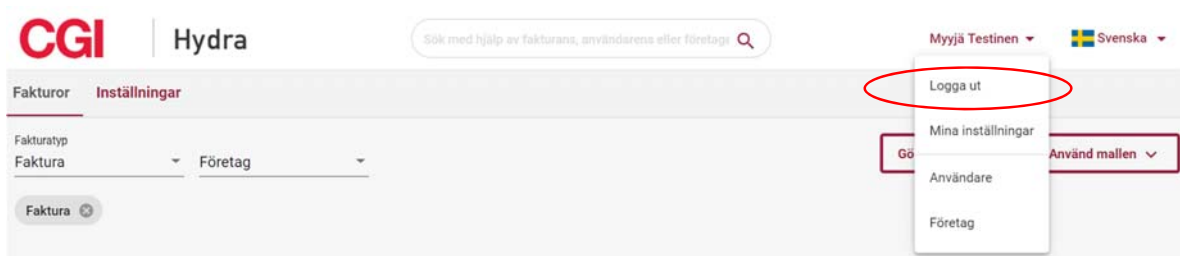 CGI Hydra
Sök med hjälp av fakturans, användarens eller företage
Myyjä Testinen
Svenska
Fakturor Inställningar
Logga ut
Mina inställningar
Användare
Företag
Fakturatyp
Faktura Företag
Gö
Använd mallen
Faktura